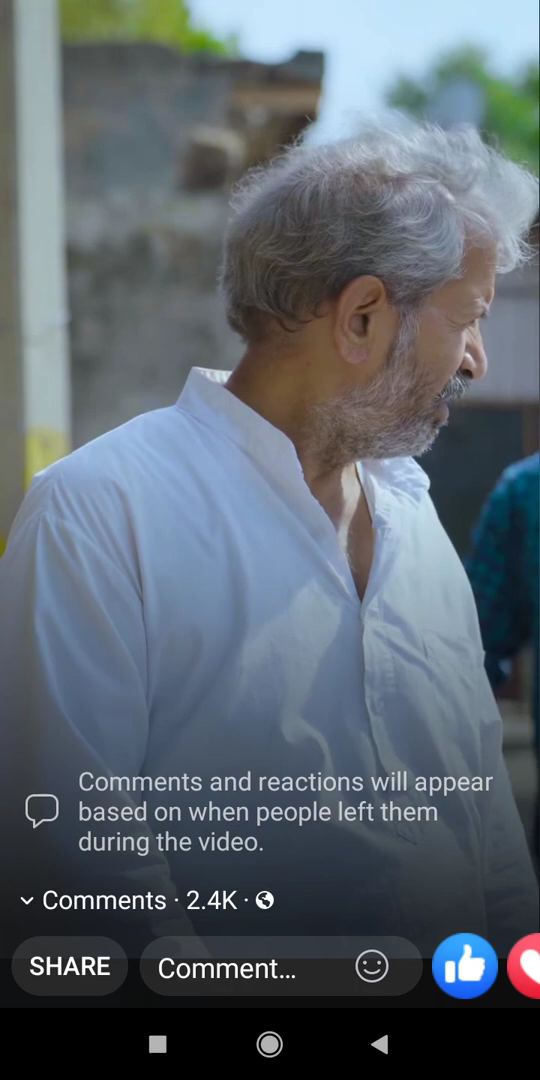 Comments and reactions will appear
based on when people left them
during the video.
Comments · 2.4K ·
SHARE
Comment...